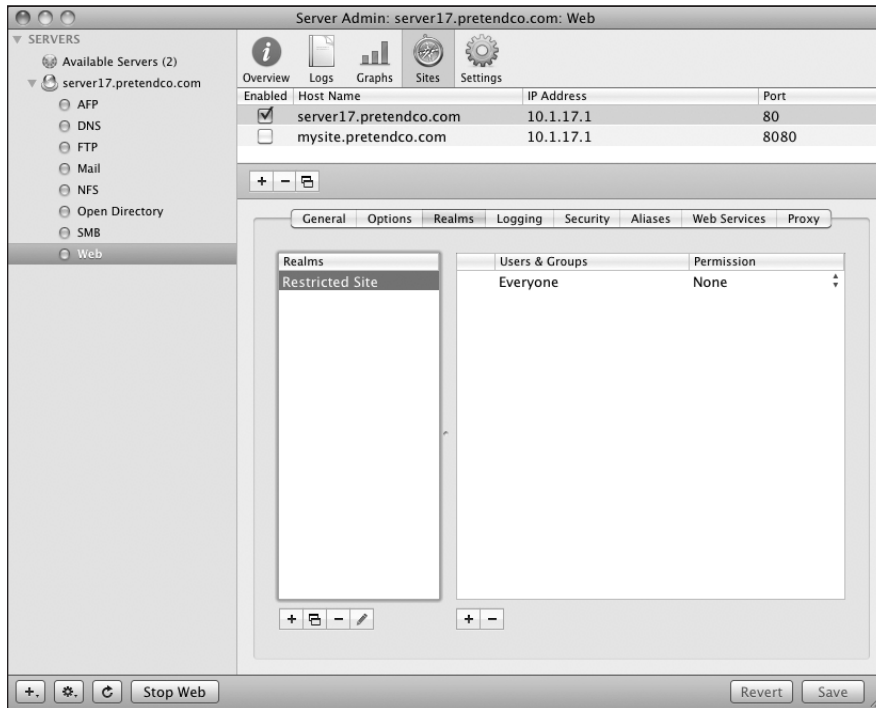 Server Admin: server17.pretendco.com: Web
SERVERS
Available Servers (2)
server17.pretendco.com
AFP
DNS
FTP
Mail
NFS
Open Directory
SMB
Web
Overview Logs Graphs Sites Settings
Enabled Host Name IP Address Port
server17.pretendco.com 10.1.17.1 80
mysite.pretendco.com 10.1.17.1 8080
General Options Realms Logging Security Aliases Web Services Proxy
Realms
Restricted Site
Users & Groups Permission
Everyone None
Stop Web Revert Save